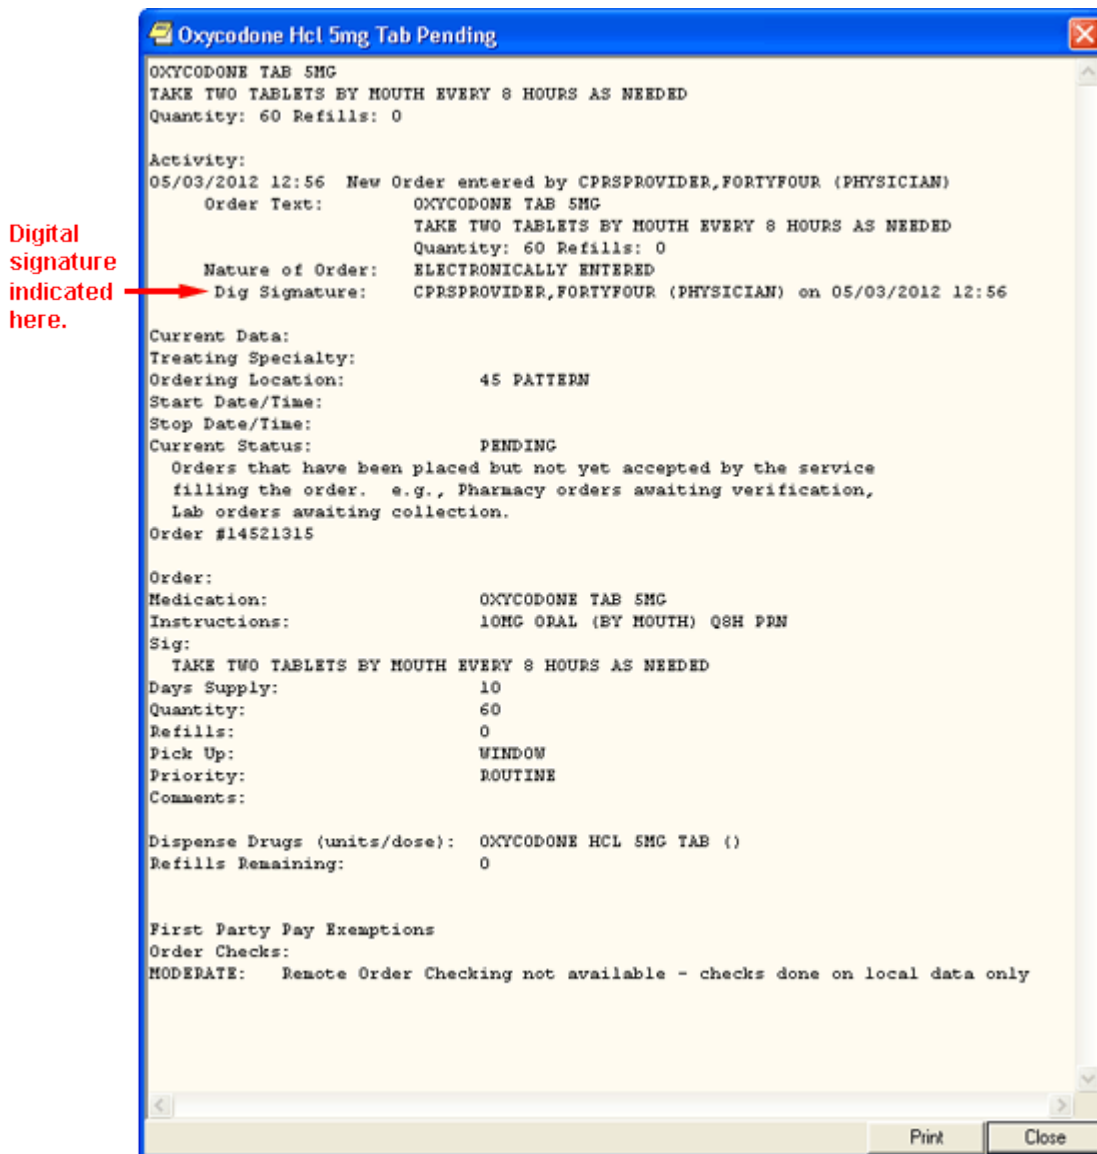 Oxycodone Hcl 5mg Tab Pending
OXYCODONE TAB 5MG
TAKE TWO TABLETS BY MOUTH EVERY 8 HOURS AS NEEDED
Quantity: 60 Refills: 0
Activity:
05/03/2012 12:56 New Order entered by CPRSPROVIDER,FORTYFOUR (PHYSICIAN)
Order Text: OXYCODONE TAB 5MG
TAKE TWO TABLETS BY MOUTH EVERY 8 HOURS AS NEEDED
Quantity: 60 Refills: 0
Nature of Order: ELECTRONICALLY ENTERED
Dig Signature: CPRSPROVIDER,FORTYFOUR (PHYSICIAN) on 05/03/2012 12:56
Digital
signature
indicated
here.
Current Data:
Treating Specialty:
Ordering Location: 45 PATTERN
Start Date/Time:
Stop Date/Time:
Current Status: PENDING
Orders that have been placed but not yet accepted by the service
filling the order. e.g., Pharmacy orders awaiting verification,
Lab orders awaiting collection.
Order #14521315
Order:
Medication: OXYCODONE TAB 5MG
Instructions: 10MG ORAL (BY MOUTH) Q8H PRN
Sig:
TAKE TWO TABLETS BY MOUTH EVERY 8 HOURS AS NEEDED
Days Supply: 10
Quantity: 60
Refills: 0
Pick Up: WINDOW
Priority: ROUTINE
Comments:
Dispense Drugs (units/dose): OXYCODONE HCL 5MG TAB ()
Refills Remaining: 0
First Party Pay Exemptions
Order Checks:
MODERATE: Remote Order Checking not available - checks done on local data only
Print Close